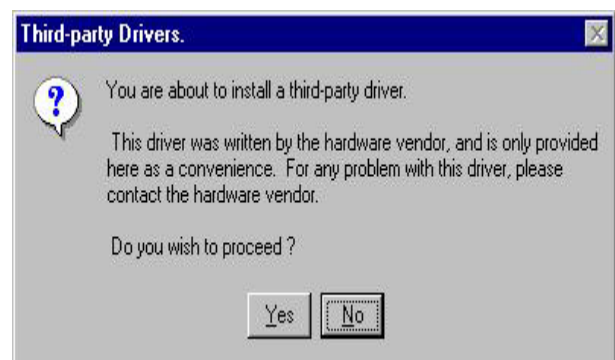 Third-party Drivers.
You are about to install a third-party driver.
This driver was written by the hardware vendor, and is only provided
here as a convenience. For any problem with this driver, please
contact the hardware vendor.
Do you wish to proceed ?
Yes No